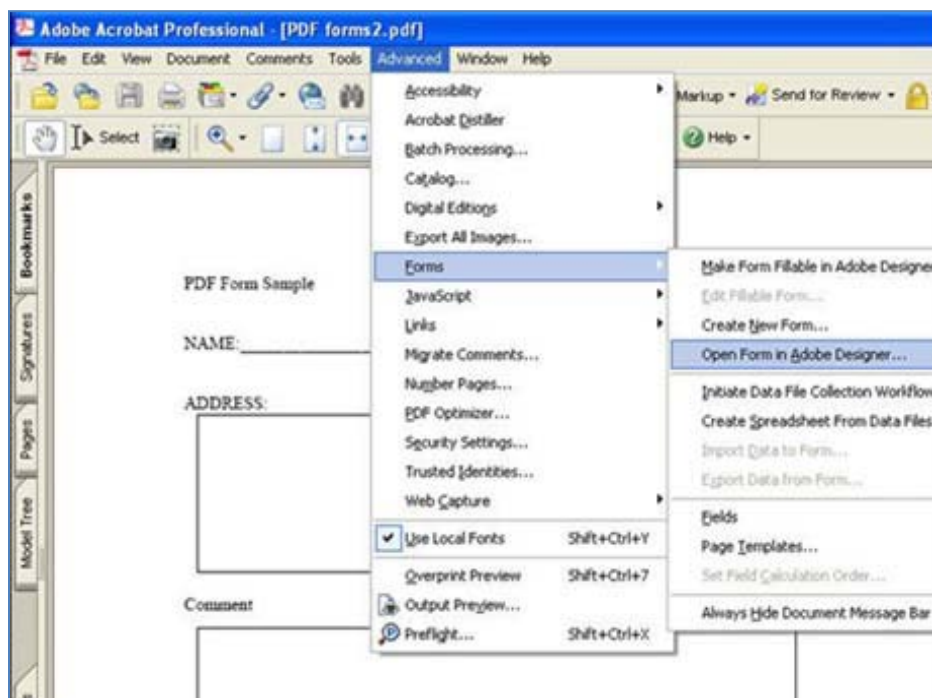 Adobe Acrobat Professional - [PDF forms2.pdf]
File Edit View Document Comments Tools Advanced Window Help
Markup Send for Review
Select
Help
Accessibility
Acrobat Distiller
Batch Processing...
Catalog...
Digital Editions
Export All Images...
Forms
JavaScript
Links
Migrate Comments...
Number Pages...
PDF Optimizer...
Security Settings...
Trusted Identities...
Web Capture
Use Local Fonts Shift+Ctrl+Y
Overprint Preview Shift+Ctrl+7
Output Preview...
Preflight... Shift+Ctrl+X
Make Form Fillable in Adobe Designer
Edit Fillable Form...
Create New Form...
Open Form in Adobe Designer...
Initiate Data File Collection Workflow
Create Spreadsheet From Data Files
Import Data to Form...
Export Data from Form...
Fields
Page Templates...
Set Field Calculation Order...
Always Hide Document Message Bar
Bookmarks
Signatures
Pages
Model Tree
PDF Form Sample
NAME:
ADDRESS:
Comment